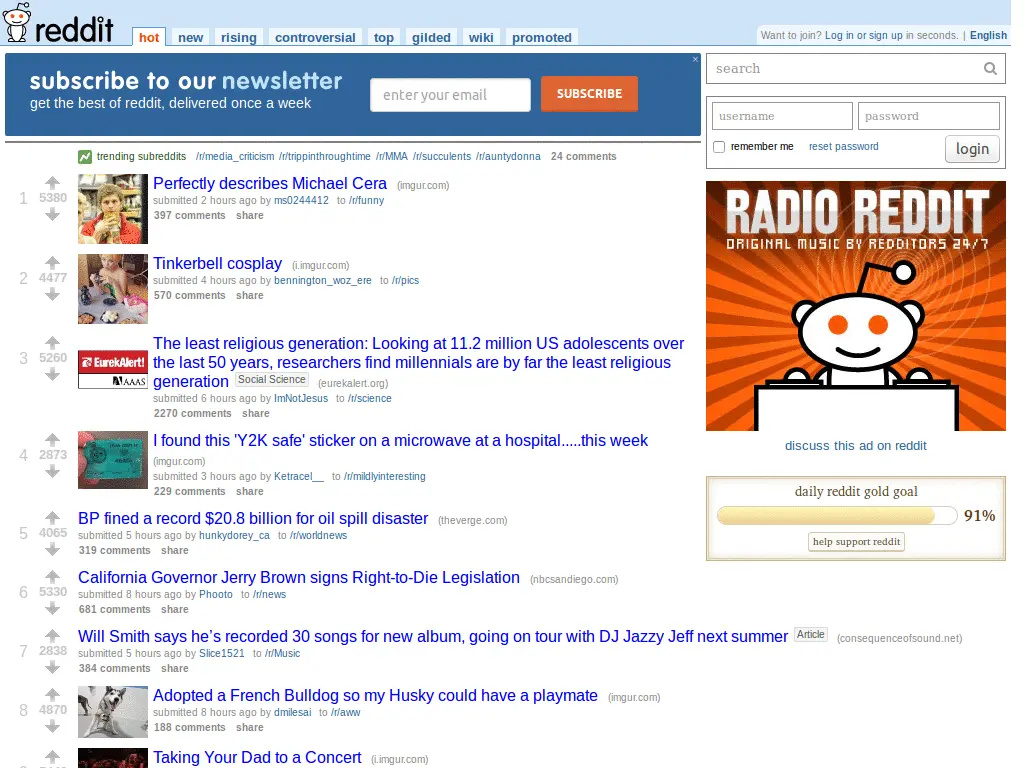 reddit hot new rising controversial top gilded wiki promoted Want to join? Log in or sign up in seconds. | English
subscribe to our newsletter
get the best of reddit, delivered once a week
enter your email
SUBSCRIBE
×
search
username password
remember me reset password login
trending subreddits /r/media_criticism /r/trippinthroughtime /r/MMA /r/succulents /r/auntydonna 24 comments
1
5380
Perfectly describes Michael Cera (imgur.com)
submitted 2 hours ago by ms0244412 to /r/funny
397 comments share
2
4477
Tinkerbell cosplay (i.imgur.com)
submitted 4 hours ago by bennington_woz_ere to /r/pics
570 comments share
3
5260
EurekAlert!
AAAS
The least religious generation: Looking at 11.2 million US adolescents over
the last 50 years, researchers find millennials are by far the least religious
generation Social Science (eurekalert.org)
submitted 6 hours ago by ImNotJesus to /r/science
2270 comments share
4
2873
I found this 'Y2K safe' sticker on a microwave at a hospital.....this week
(imgur.com)
submitted 3 hours ago by Ketracel__ to /r/mildlyinteresting
229 comments share
5
4065
BP fined a record $20.8 billion for oil spill disaster (theverge.com)
submitted 5 hours ago by hunkydorey_ca to /r/worldnews
319 comments share
6
5330
California Governor Jerry Brown signs Right-to-Die Legislation (nbcsandiego.com)
submitted 8 hours ago by Phooto to /r/news
681 comments share
7
2838
Will Smith says he’s recorded 30 songs for new album, going on tour with DJ Jazzy Jeff next summer Article (consequenceofsound.net)
submitted 5 hours ago by Slice1521 to /r/Music
384 comments share
8
4870
Adopted a French Bulldog so my Husky could have a playmate (imgur.com)
submitted 8 hours ago by dmilesai to /r/aww
188 comments share
Taking Your Dad to a Concert (i.imgur.com)
RADIO REDDIT
ORIGINAL MUSIC BY REDDITORS 24/7
discuss this ad on reddit
daily reddit gold goal
91%
help support reddit